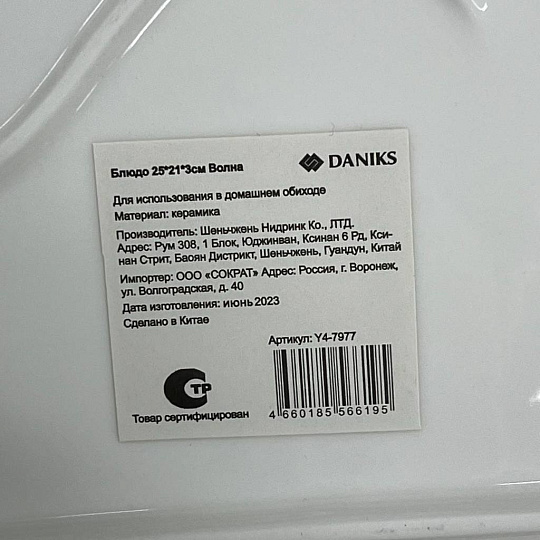 DANIKS
Блюдо 25*21*3см Волна
Для использования в домашнем обиходе
Материал: керамика
Производитель: Шеньчжень Нидринк Ко., ЛТД.
Адрес: Рум 308, 1 Блок, Юджинван, Ксинан 6 Рд, Кси-
нан Стрит, Баоян Дистрикт, Шеньчжень, Гуандун, Китай
Импортер: ООО «СОКРАТ» Адрес: Россия, г. Воронеж,
ул. Волгоградская, д. 40
Дата изготовления: июнь 2023
Сделано в Китае
Артикул: Y4-7977
СТР
Товар сертифицирован
4 660185 566195